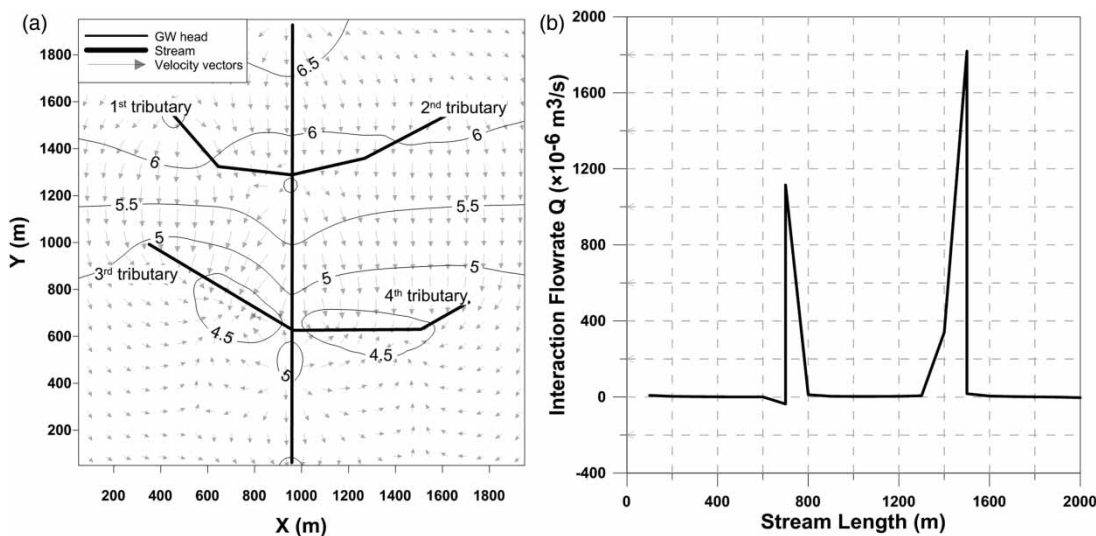 (a)
GW head
Stream
Velocity vectors
6.5
1st tributary
2nd tributary
6
6
6
5.5
5.5
5
5
5
3rd tributary
4th tributary
4.5
4.5
5
1800
1600
1400
1200
1000
800
600
400
200
Y (m)
200 400 600 800 1000 1200 1400 1600 1800
X (m)
(b)
2000
1600
1200
800
400
0
-400
Interaction Flowrate Q (×10-6 m3/s)
0 400 800 1200 1600 2000
Stream Length (m)